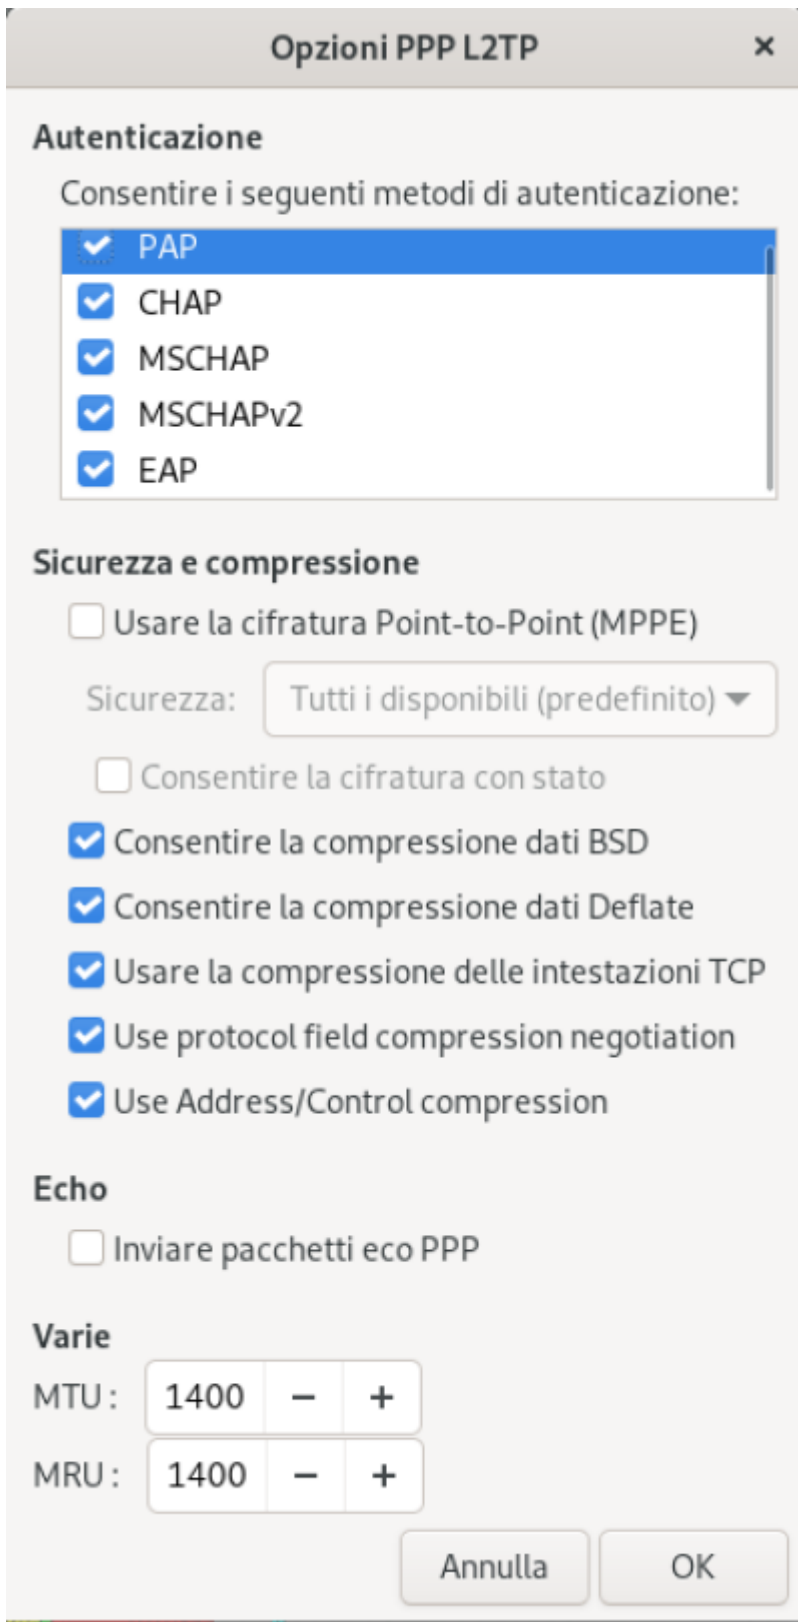 Opzioni PPP L2TP
Autenticazione
Consentire i seguenti metodi di autenticazione:
PAP
CHAP
MSCHAP
MSCHAPv2
EAP
Sicurezza e compressione
Usare la cifratura Point-to-Point (MPPE)
Sicurezza: Tutti i disponibili (predefinito)
Consentire la cifratura con stato
Consentire la compressione dati BSD
Consentire la compressione dati Deflate
Usare la compressione delle intestazioni TCP
Use protocol field compression negotiation
Use Address/Control compression
Echo
Inviare pacchetti eco PPP
Varie
MTU : 1400 − +
MRU : 1400 − +
Annulla OK